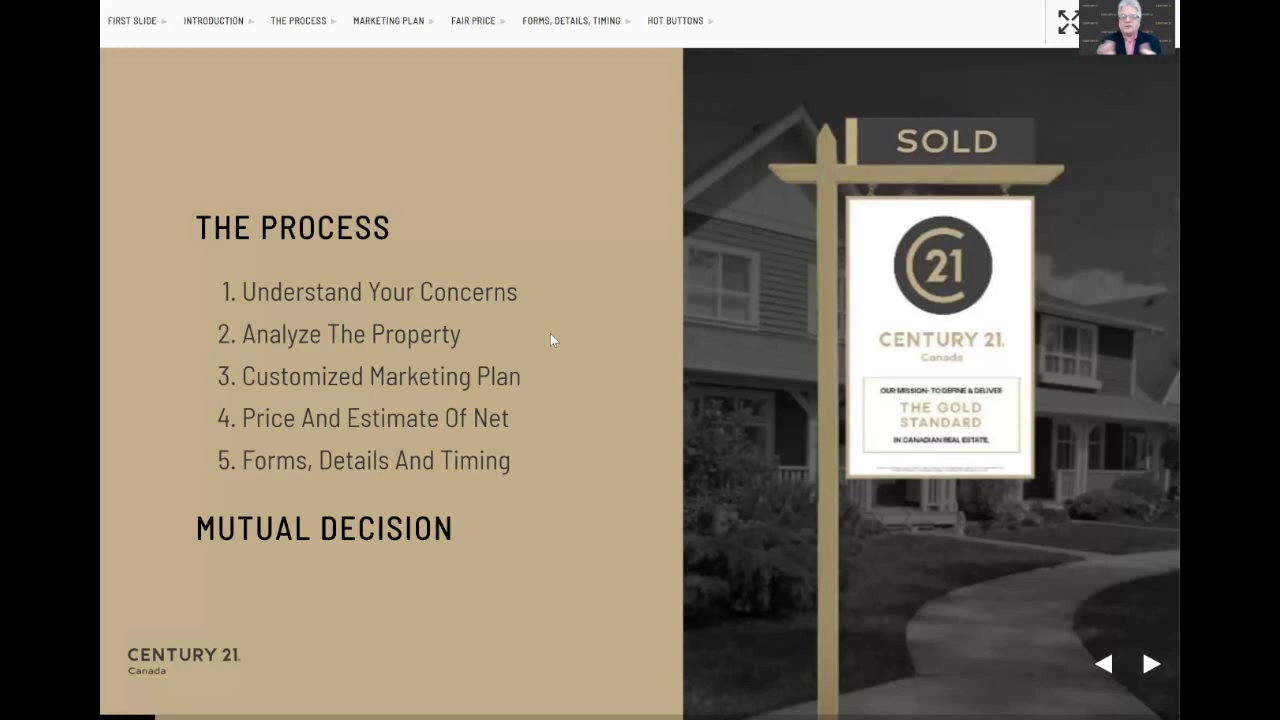 FIRST SLIDE
INTRODUCTION
THE PROCESS
MARKETING PLAN
FAIR PRICE
FORMS, DETAILS, TIMING
HOT BUTTONS
THE PROCESS
1. Understand Your Concerns
2. Analyze The Property
3. Customized Marketing Plan
4. Price And Estimate Of Net
5. Forms, Details And Timing
MUTUAL DECISION
CENTURY 21.
Canada
SOLD
C21
CENTURY 21.
Canada
OUR MISSION: TO DEFINE & DELIVER
THE GOLD
STANDARD
IN CANADIAN REAL ESTATE.